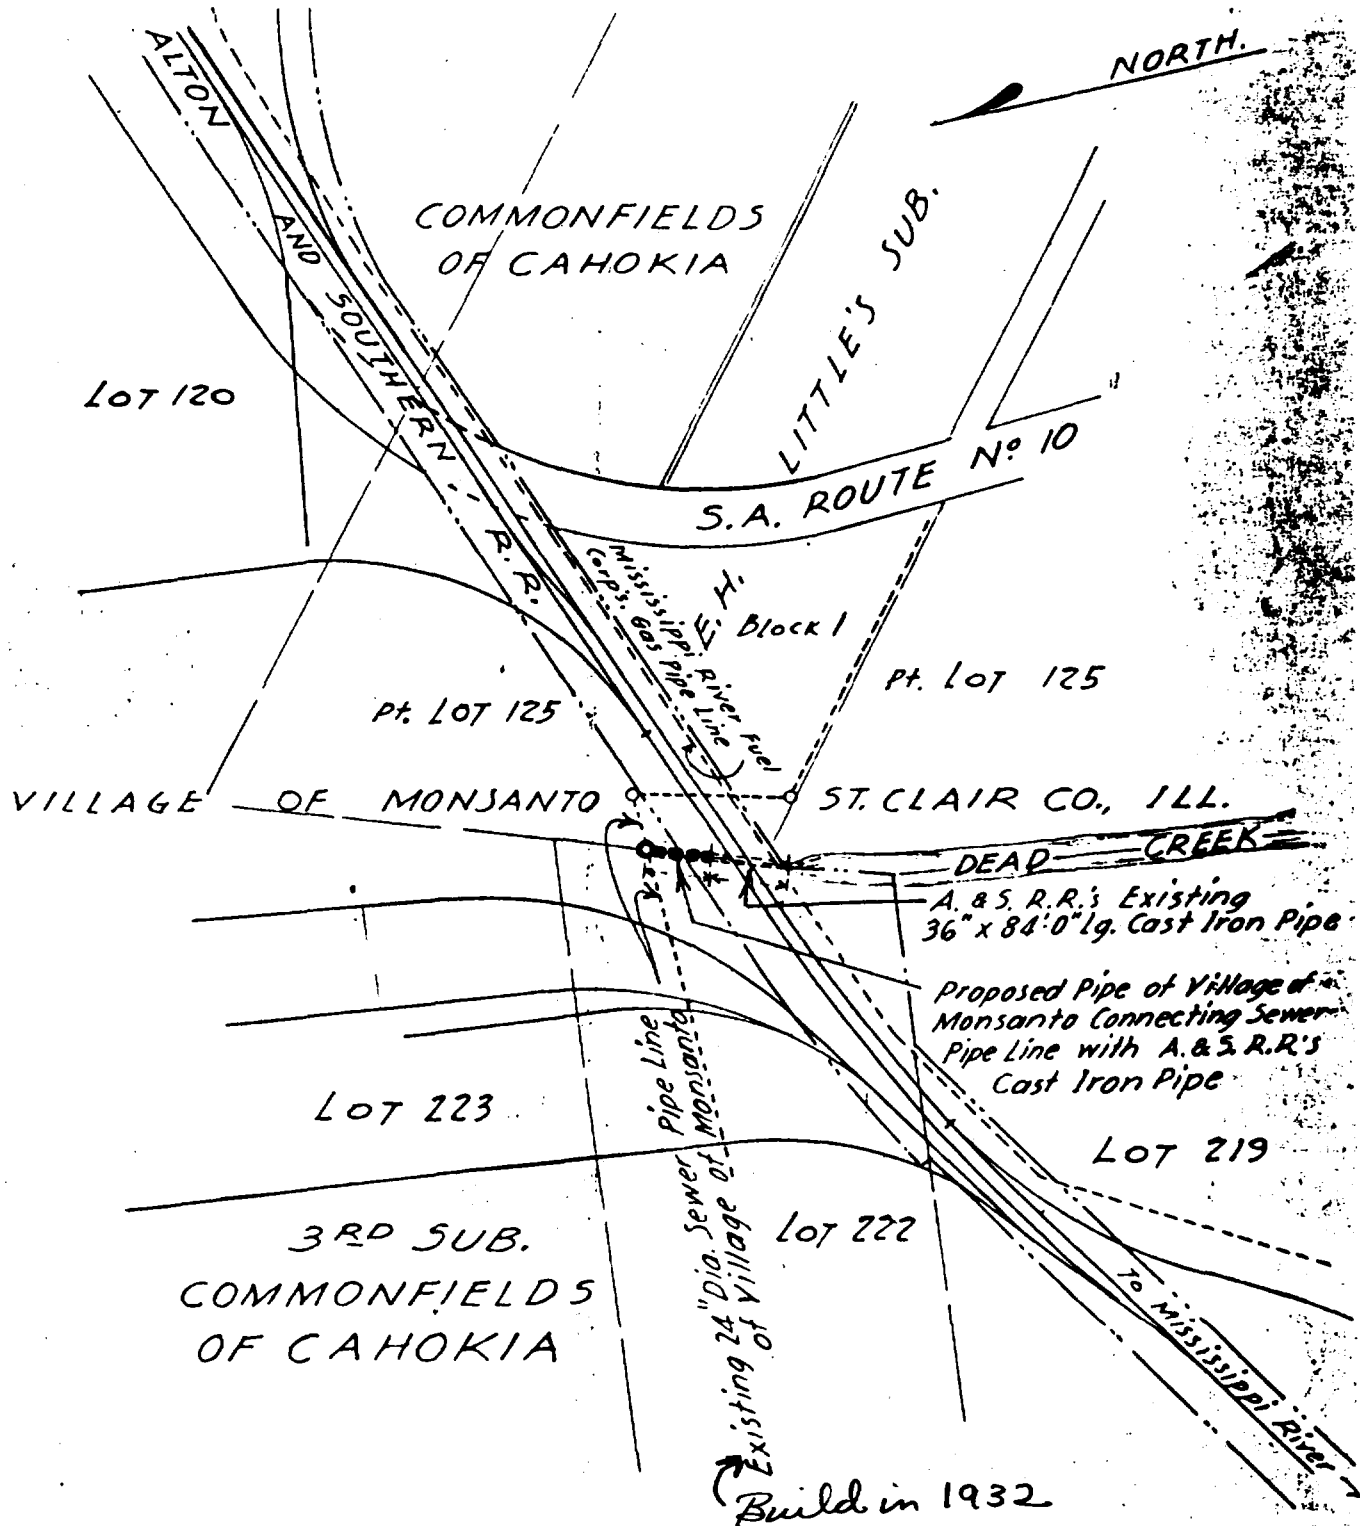 NORTH.
ALTON
AND SOUTHERN R. R.
COMMONFIELDS
OF CAHOKIA
LITTLE'S SUB.
LOT 120
S.A. ROUTE Nº 10
Mississippi River Fuel
Corp's. Gas Pipe Line
E. H.
Block 1
Pt. LOT 125
Pt. LOT 125
VILLAGE OF MONSANTO
ST. CLAIR CO., ILL.
DEAD CREEK
A. & S. R.R.'s Existing
36" x 84'-0" lg. Cast Iron Pipe
Proposed Pipe of Village of
Monsanto Connecting Sewer
Pipe Line with A. & S. R.R.'s
Cast Iron Pipe
LOT 223
Existing 24" Dia. Sewer Pipe Line
of Village of Monsanto
LOT 219
LOT 222
3RD SUB.
COMMONFIELDS
OF CAHOKIA
To Mississippi River
Build in 1932